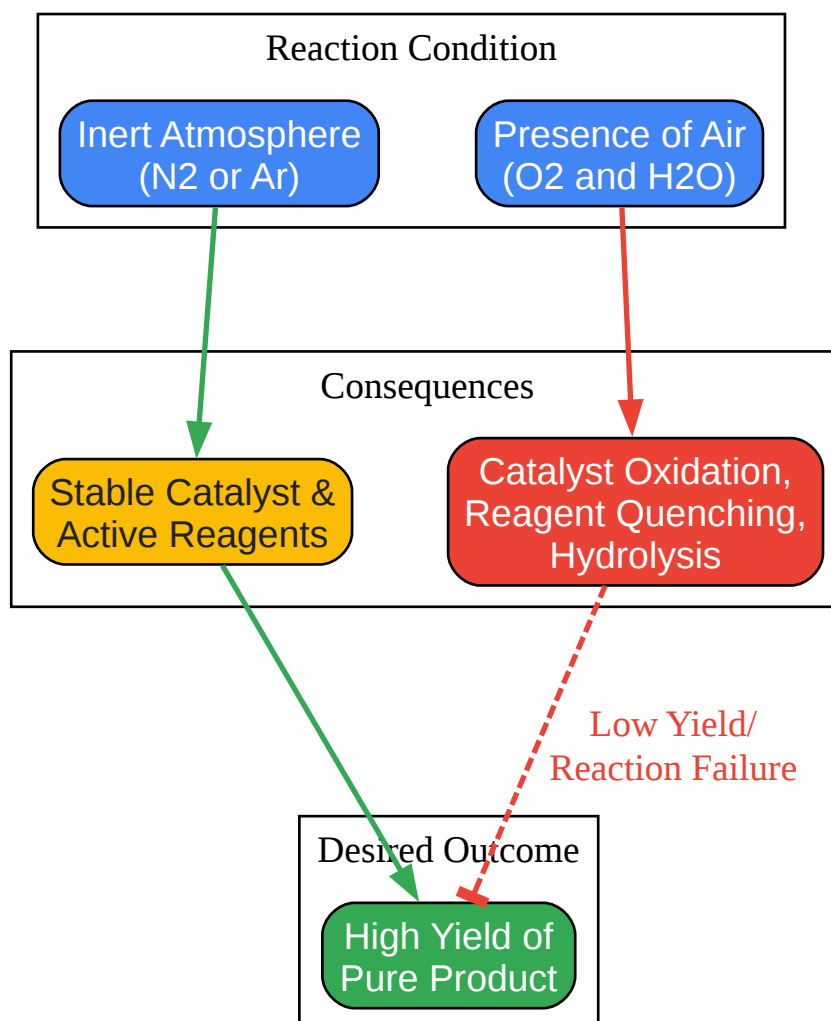 Reaction Condition
Inert Atmosphere
(N2 or Ar)
Presence of Air
(O2 and H2O)
Consequences
Stable Catalyst &
Active Reagents
Catalyst Oxidation,
Reagent Quenching,
Hydrolysis
Low Yield/
Reaction Failure
Desired Outcome
High Yield of
Pure Product